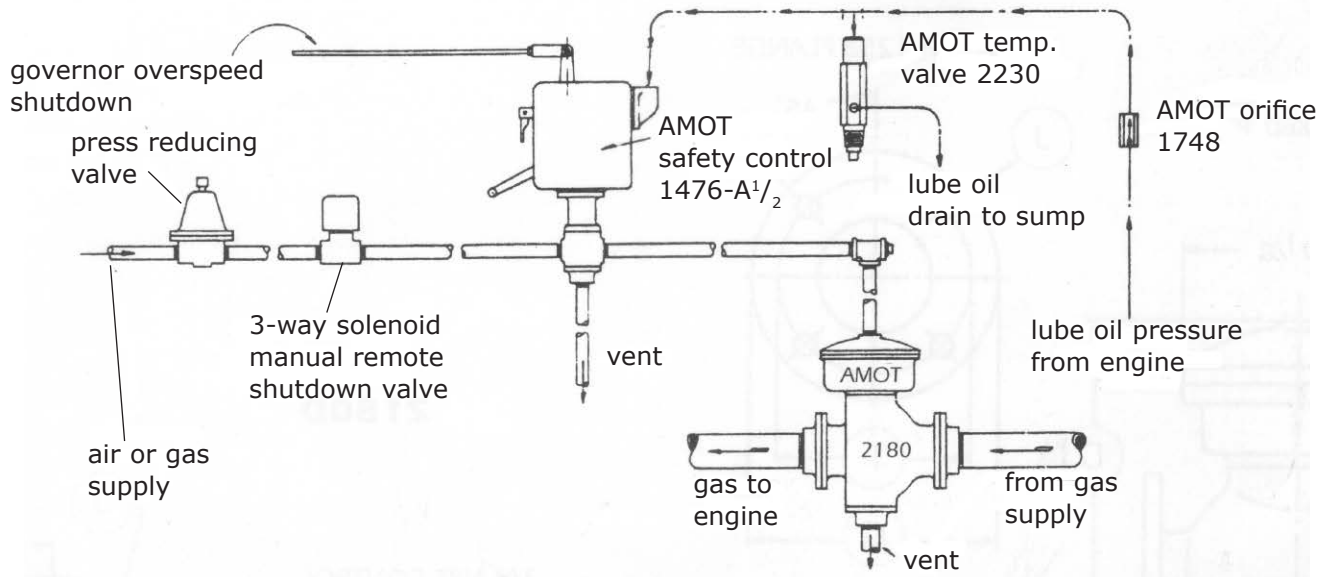 governor overspeed
shutdown
press reducing
valve
AMOT
safety control
1476-A¹/₂
AMOT temp.
valve 2230
AMOT orifice
1748
lube oil
drain to sump
3-way solenoid
manual remote
shutdown valve
vent
lube oil pressure
from engine
AMOT
2180
air or gas
supply
gas to
engine
from gas
supply
vent